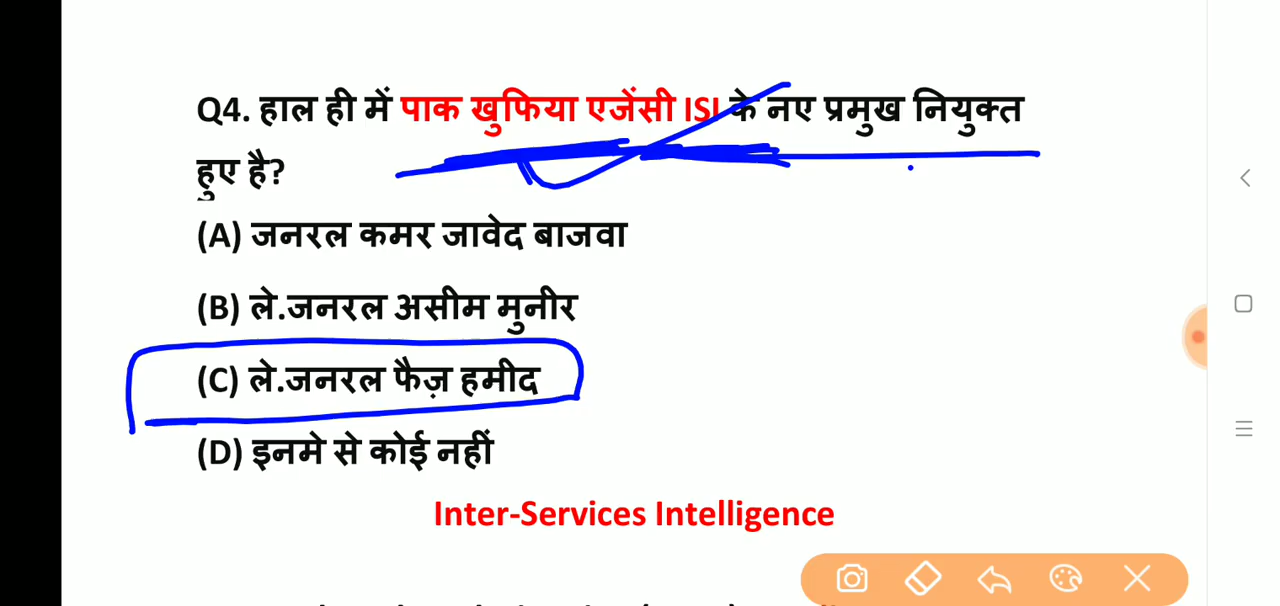 Q4. हाल ही में पाक खुफिया एजेंसी ISI के नए प्रमुख नियुक्त
हुए है?
(A) जनरल कमर जावेद बाजवा
(B) ले.जनरल असीम मुनीर
(C) ले.जनरल फैज़ हमीद
(D) इनमे से कोई नहीं
Inter-Services Intelligence